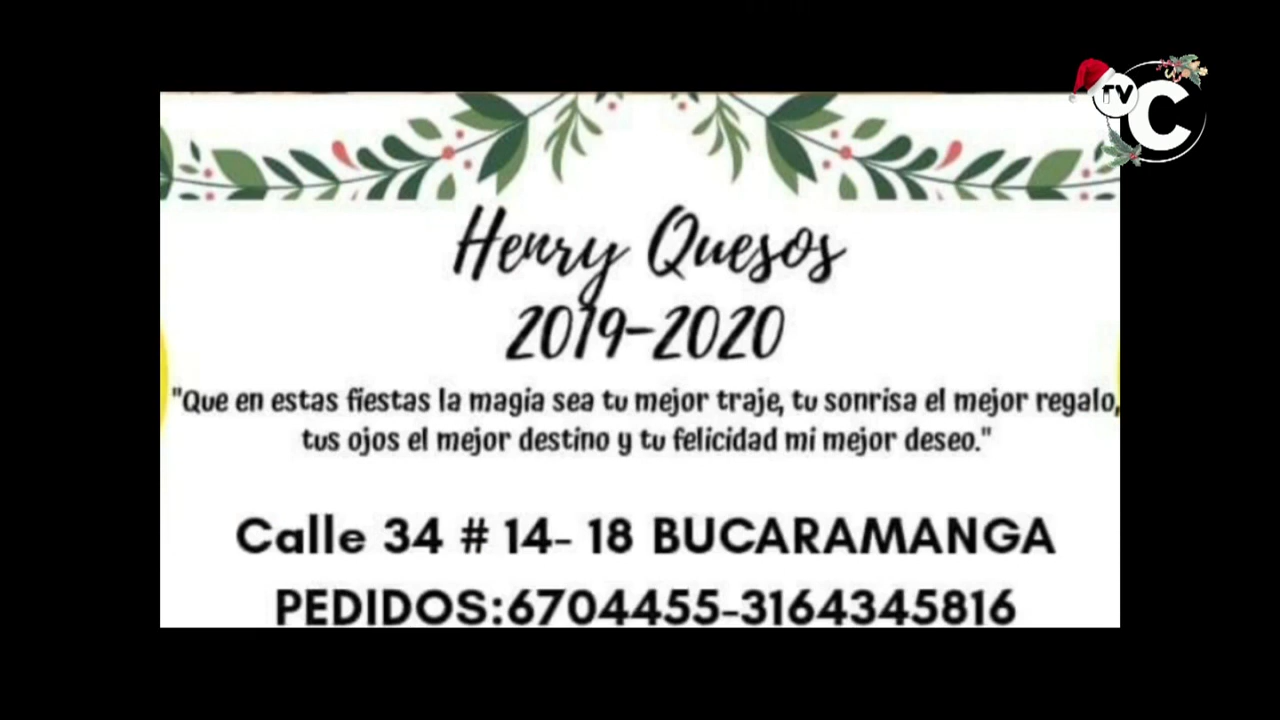 TV
C
Henry Quesos
2019-2020
"Que en estas fiestas la magia sea tu mejor traje, tu sonrisa el mejor regalo,
tus ojos el mejor destino y tu felicidad mi mejor deseo."
Calle 34 # 14- 18 BUCARAMANGA
PEDIDOS:6704455-3164345816